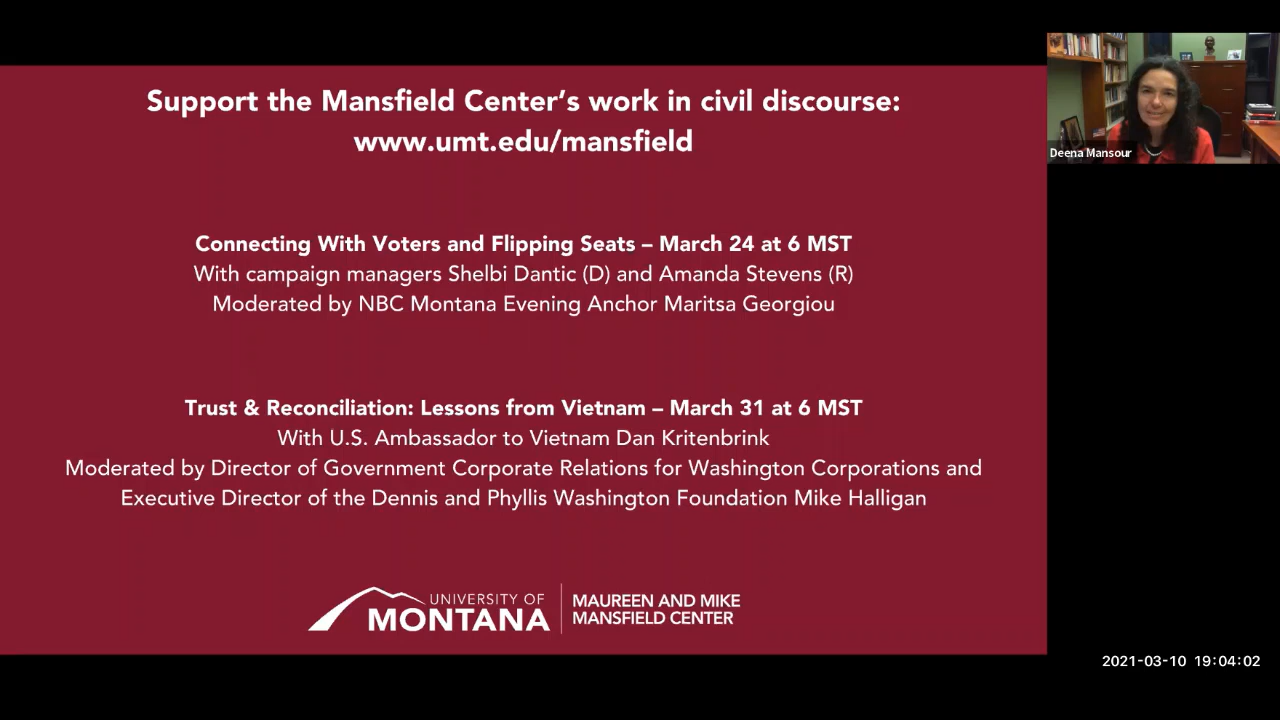 Support the Mansfield Center's work in civil discourse:
www.umt.edu/mansfield
Connecting With Voters and Flipping Seats – March 24 at 6 MST
With campaign managers Shelbi Dantic (D) and Amanda Stevens (R)
Moderated by NBC Montana Evening Anchor Maritsa Georgiou
Trust & Reconciliation: Lessons from Vietnam – March 31 at 6 MST
With U.S. Ambassador to Vietnam Dan Kritenbrink
Moderated by Director of Government Corporate Relations for Washington Corporations and
Executive Director of the Dennis and Phyllis Washington Foundation Mike Halligan
UNIVERSITY OF
MONTANA
MAUREEN AND MIKE
MANSFIELD CENTER
Deena Mansour
2021-03-10 19:04:02